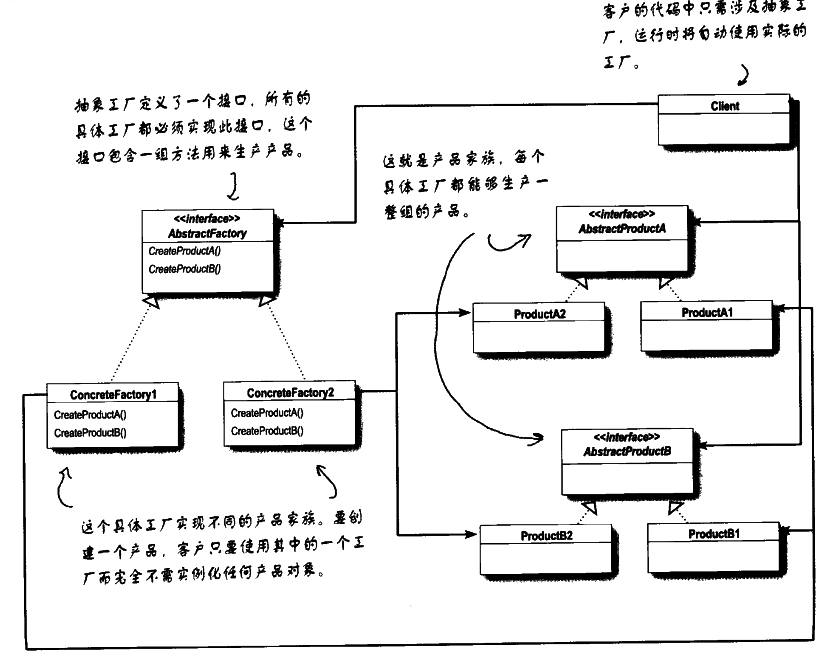 客户的代码中只需涉及抽象工
厂，运行时将自动使用实际的
工厂。
Client
抽象工厂定义了一个接口，所有的
具体工厂都必须实现此接口，这个
接口包含一组方法用来生产产品。
这就是产品家族，每个
具体工厂都能够生产一
整组的产品。
<<interface>>
AbstractFactory
CreateProductA()
CreateProductB()
<<interface>>
AbstractProductA
ProductA2
ProductA1
ConcreteFactory1
CreateProductA()
CreateProductB()
ConcreteFactory2
CreateProductA()
CreateProductB()
<<interface>>
AbstractProductB
ProductB2
ProductB1
这个具体工厂实现不同的产品家族。要创
建一个产品，客户只要使用其中的一个工
厂而完全不需实例化任何产品对象。